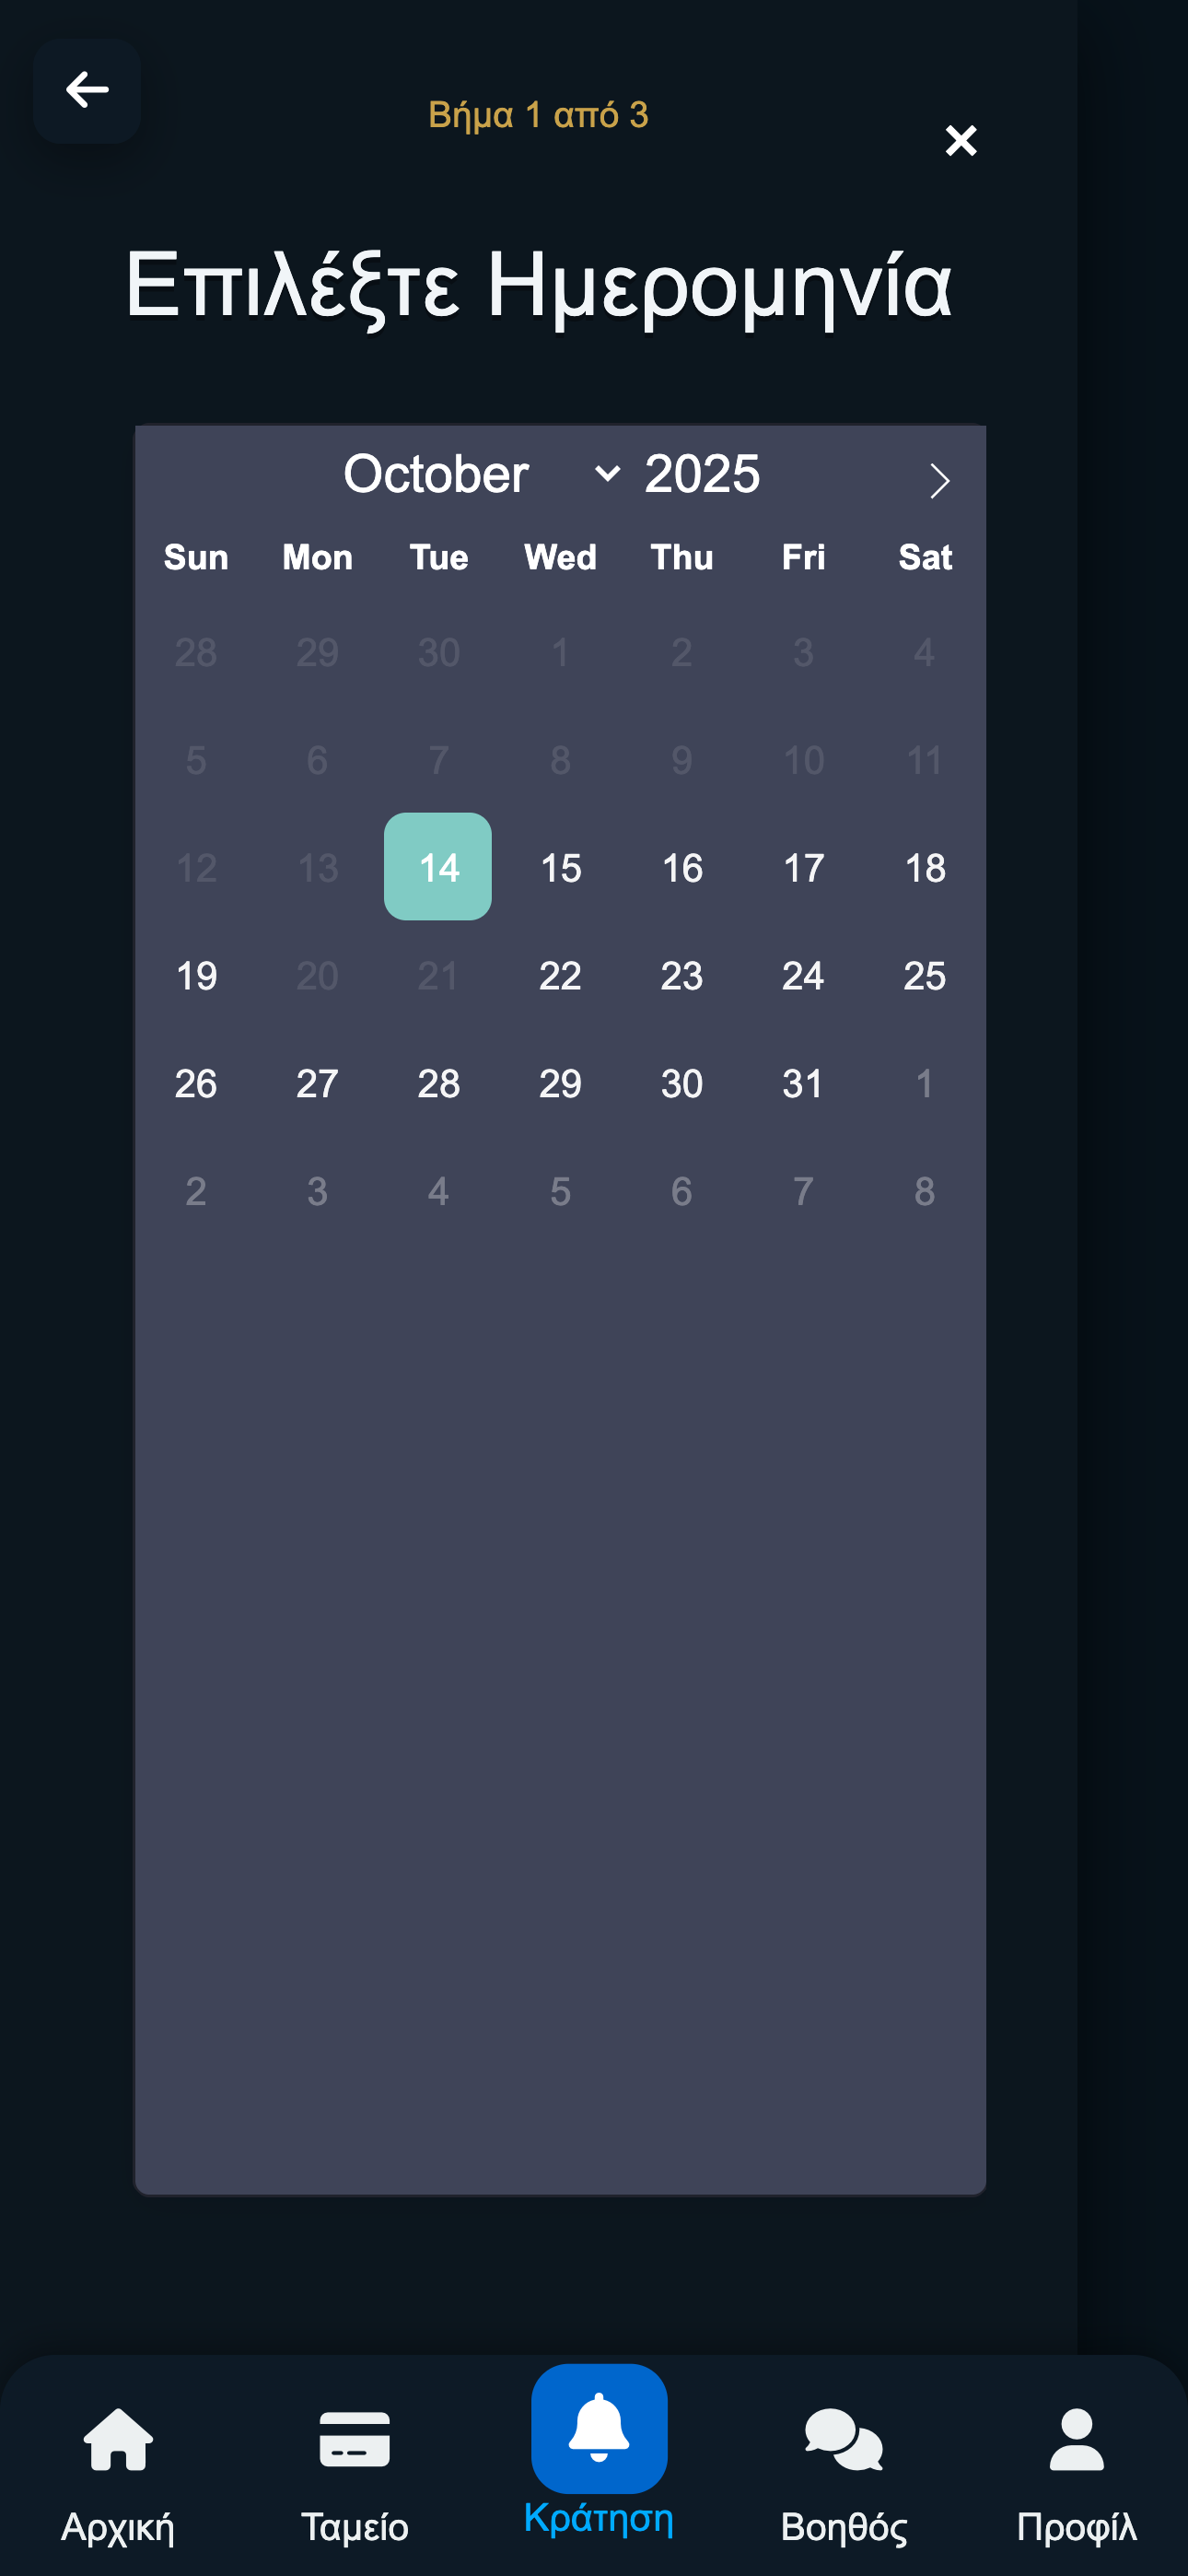 Βήμα 1 από 3
Επιλέξτε Ημερομηνία
October 2025
Sun Mon Tue Wed Thu Fri Sat
28 29 30 1 2 3 4
5 6 7 8 9 10 11
12 13 14 15 16 17 18
19 20 21 22 23 24 25
26 27 28 29 30 31 1
2 3 4 5 6 7 8
Αρχική Ταμείο Κράτηση Βοηθός Προφίλ